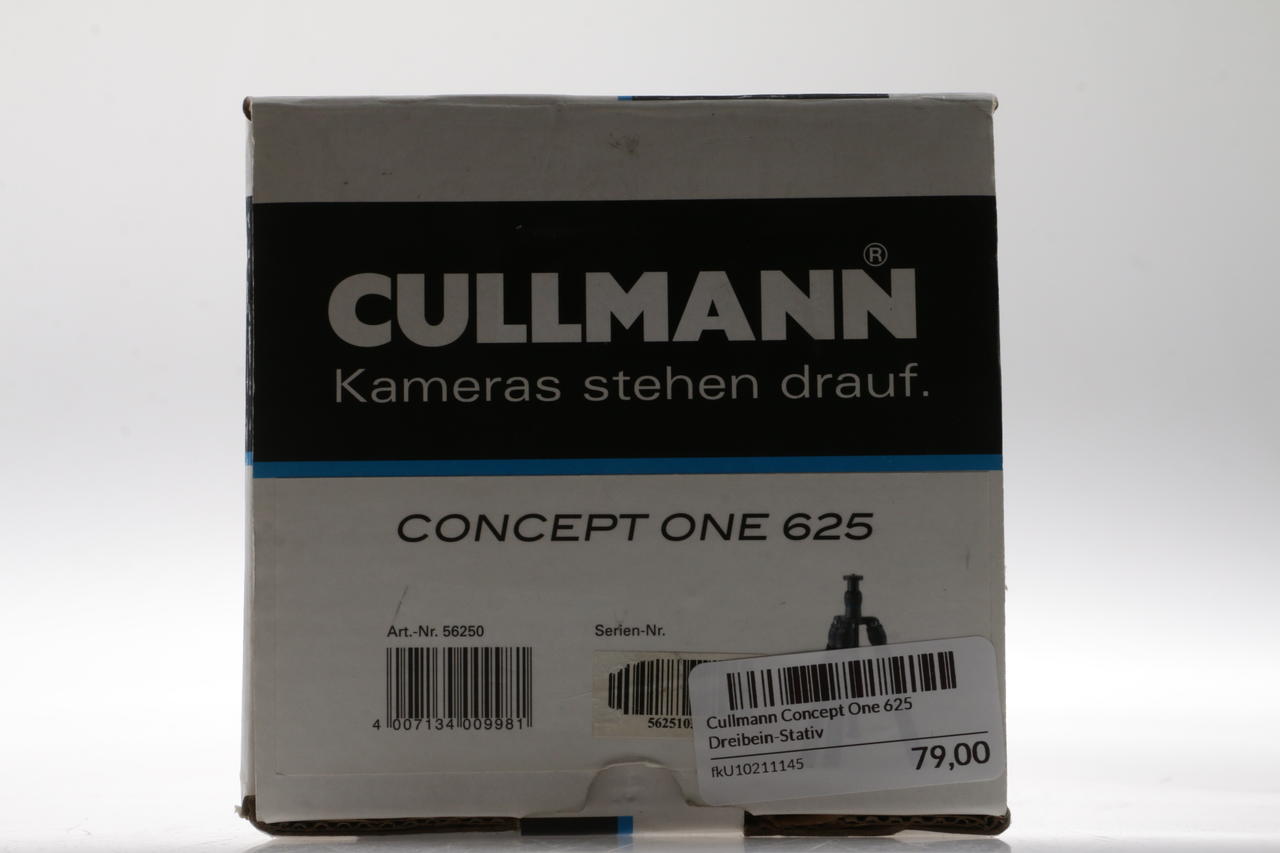 CULLMANN®
Kameras stehen drauf.
CONCEPT ONE 625
Art.-Nr. 56250
Serien-Nr.
4 007134 009981
Cullmann Concept One 625
Dreibein-Stativ
fkU10211145
79,00